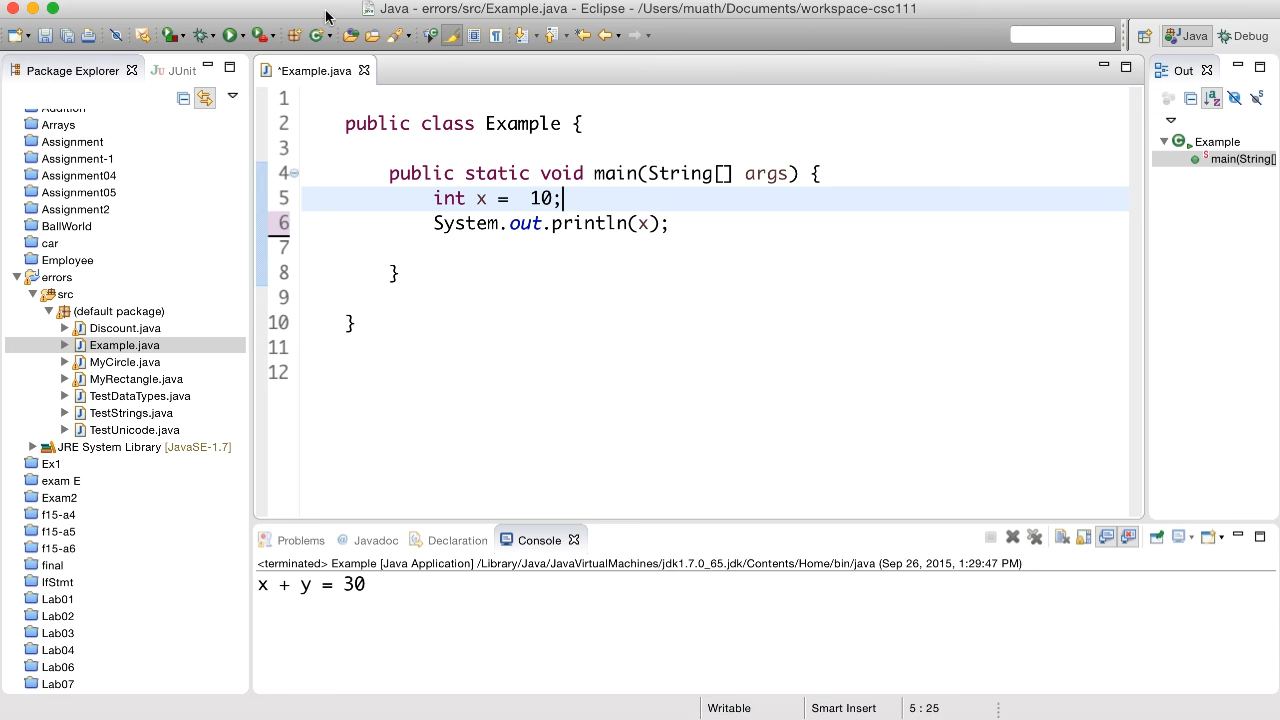 Java - errors/src/Example.java - Eclipse - /Users/muath/Documents/workspace-csc111
Java
Debug
Package Explorer
JUnit
Addition
Arrays
Assignment
Assignment-1
Assignment04
Assignment05
Assignment2
BallWorld
car
Employee
errors
src
(default package)
Discount.java
Example.java
MyCircle.java
MyRectangle.java
TestDataTypes.java
TestStrings.java
TestUnicode.java
JRE System Library [JavaSE-1.7]
Ex1
exam E
Exam2
f15-a4
f15-a5
f15-a6
final
IfStmt
Lab01
Lab02
Lab03
Lab04
Lab06
Lab07
*Example.java
1
2 public class Example {
3
4 public static void main(String[] args) {
5 int x =  10;
6 System.out.println(x);
7
8 }
9
10 }
11
12
Out
Example
main(String[]
Problems
Javadoc
Declaration
Console
<terminated> Example [Java Application] /Library/Java/JavaVirtualMachines/jdk1.7.0_65.jdk/Contents/Home/bin/java (Sep 26, 2015, 1:29:47 PM)
x + y = 30
Writable
Smart Insert
5 : 25